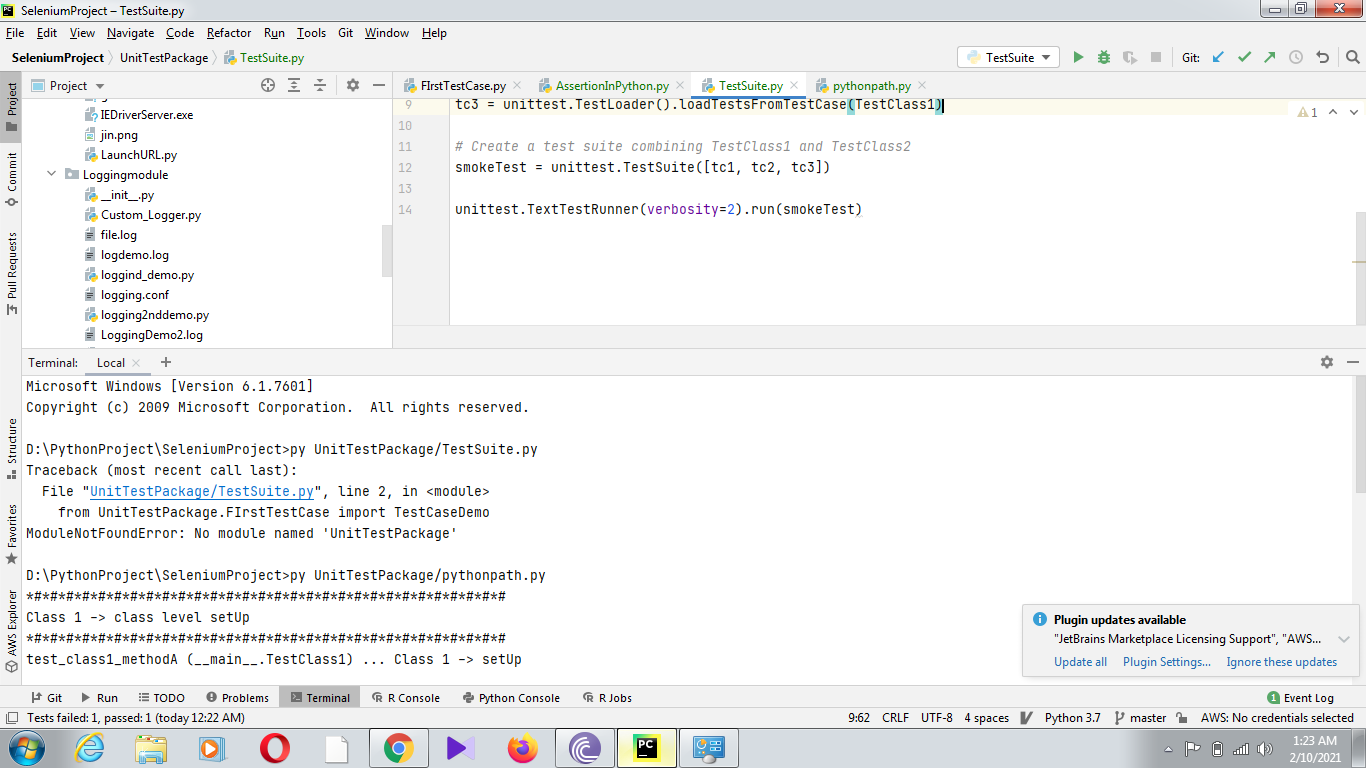 SeleniumProject – TestSuite.py
File Edit View Navigate Code Refactor Run Tools Git Window Help
SeleniumProject UnitTestPackage TestSuite.py
TestSuite
Git:
Project
FIrstTestCase.py
AssertionInPython.py
TestSuite.py
pythonpath.py
IEDriverServer.exe
jin.png
LaunchURL.py
Loggingmodule
__init__.py
Custom_Logger.py
file.log
logdemo.log
loggind_demo.py
logging.conf
logging2nddemo.py
LoggingDemo2.log
9 tc3 = unittest.TestLoader().loadTestsFromTestCase(TestClass1)
10
11 # Create a test suite combining TestClass1 and TestClass2
12 smokeTest = unittest.TestSuite([tc1, tc2, tc3])
13
14 unittest.TextTestRunner(verbosity=2).run(smokeTest)
1
Project
Commit
Pull Requests
Structure
Favorites
AWS Explorer
Terminal: Local
Microsoft Windows [Version 6.1.7601]
Copyright (c) 2009 Microsoft Corporation.  All rights reserved.
D:\PythonProject\SeleniumProject>py UnitTestPackage/TestSuite.py
Traceback (most recent call last):
File "UnitTestPackage/TestSuite.py", line 2, in <module>
from UnitTestPackage.FIrstTestCase import TestCaseDemo
ModuleNotFoundError: No module named 'UnitTestPackage'
D:\PythonProject\SeleniumProject>py UnitTestPackage/pythonpath.py
*#*#*#*#*#*#*#*#*#*#*#*#*#*#*#*#*#*#*#*#*#*#*#*#*#*#*#*#*#*#
Class 1 -> class level setUp
*#*#*#*#*#*#*#*#*#*#*#*#*#*#*#*#*#*#*#*#*#*#*#*#*#*#*#*#*#*#
test_class1_methodA (__main__.TestClass1) ... Class 1 -> setUp
Plugin updates available
"JetBrains Marketplace Licensing Support", "AWS...
Update all Plugin Settings... Ignore these updates
Git Run TODO Problems Terminal R Console Python Console R Jobs 1 Event Log
Tests failed: 1, passed: 1 (today 12:22 AM) 9:62 CRLF UTF-8 4 spaces Python 3.7 master AWS: No credentials selected
PC
1:23 AM
2/10/2021